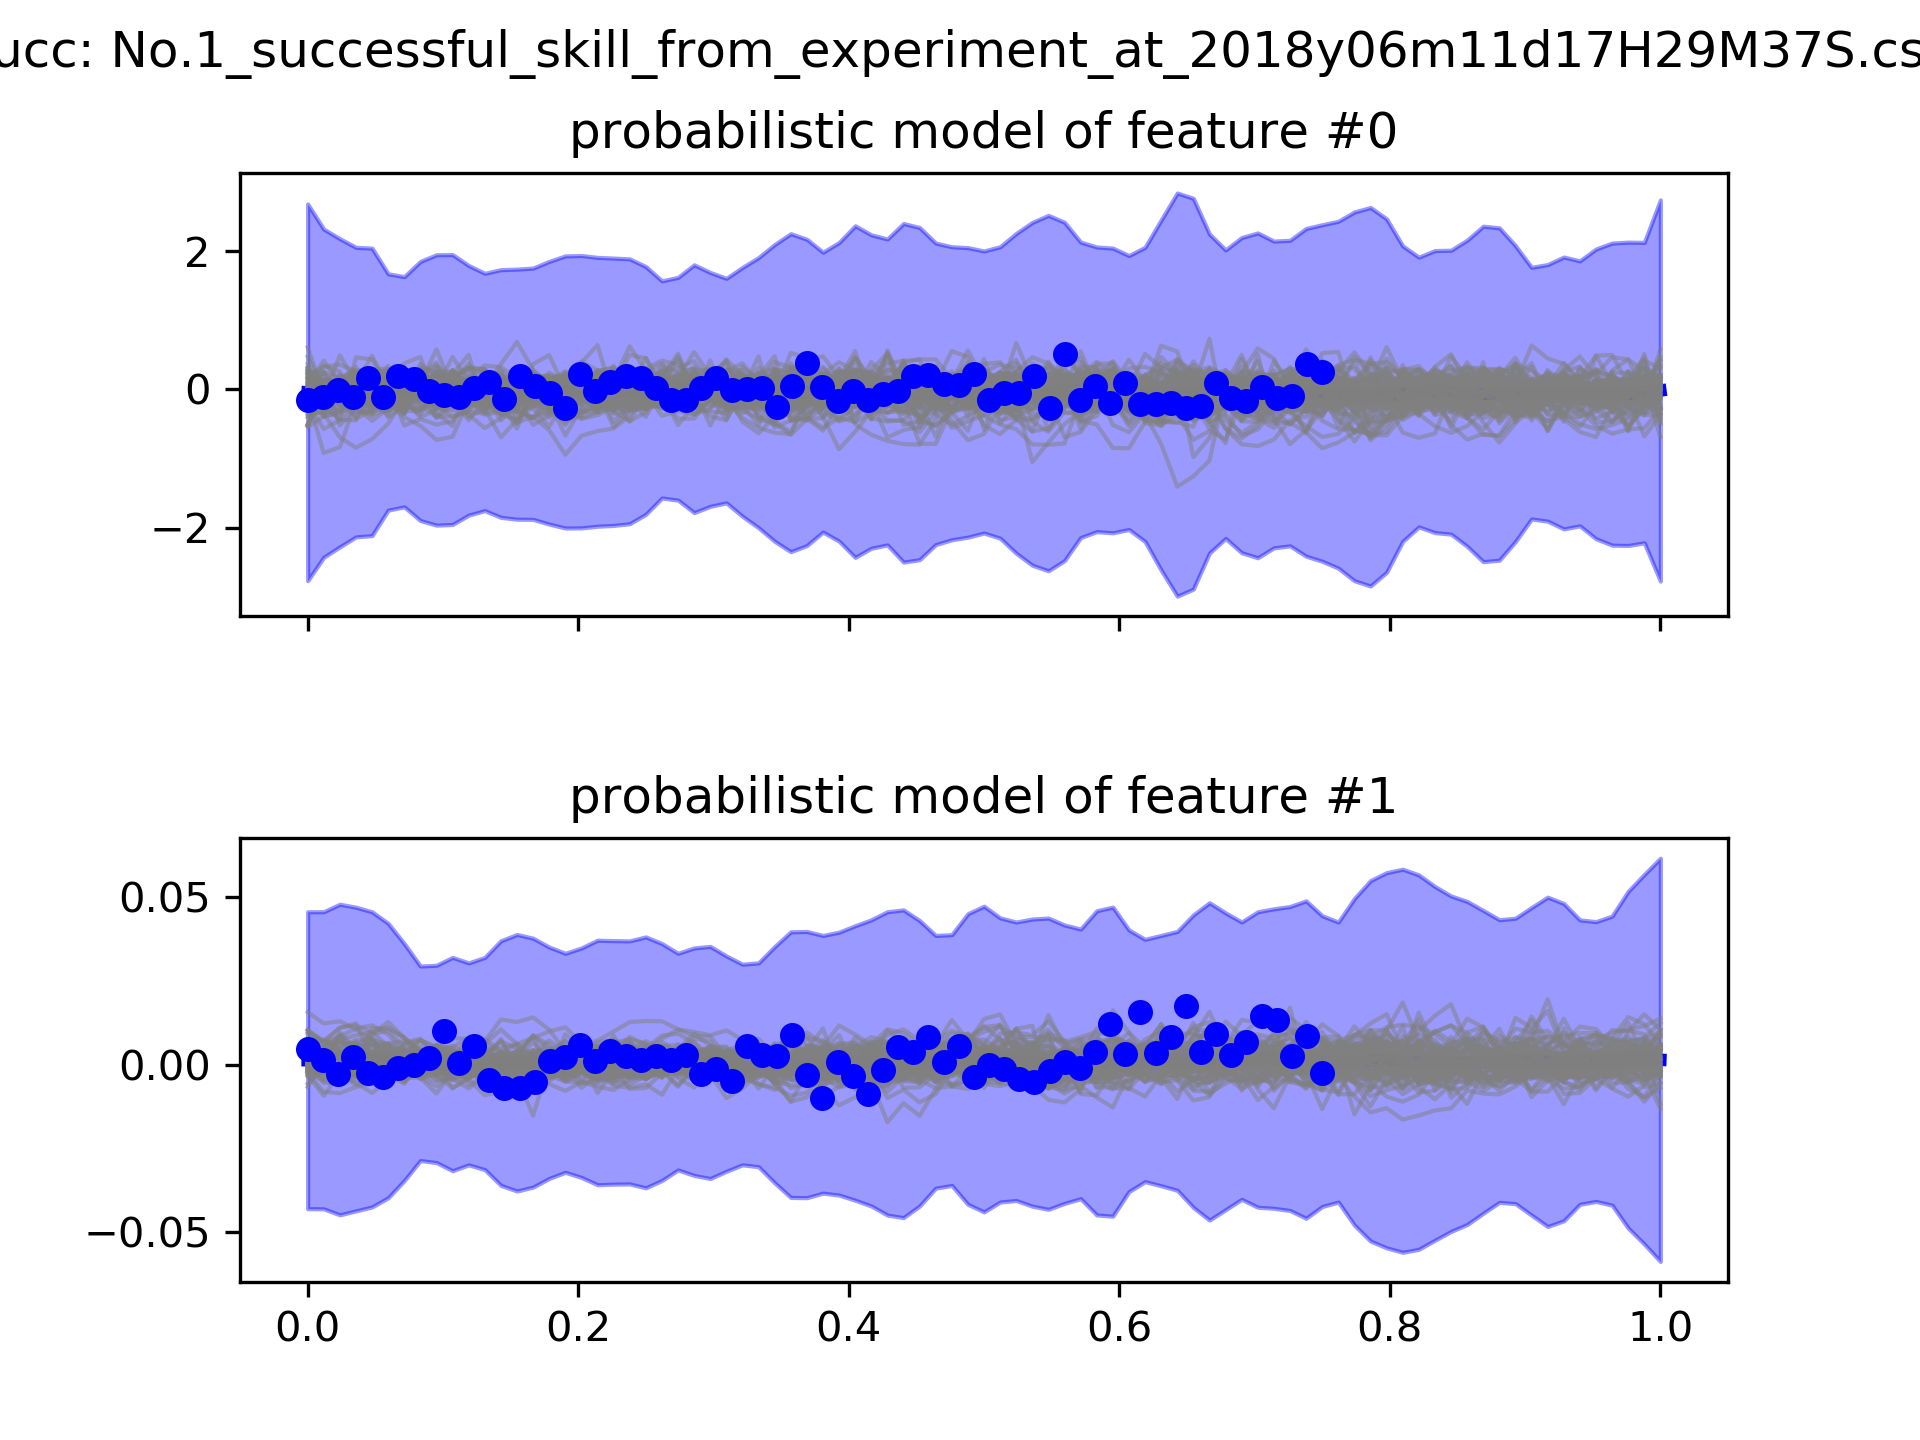 ucc: No.1_successful_skill_from_experiment_at_2018y06m11d17H29M37S.cs
probabilistic model of feature #0
2
0
−2
probabilistic model of feature #1
0.05
0.00
−0.05
0.0 0.2 0.4 0.6 0.8 1.0